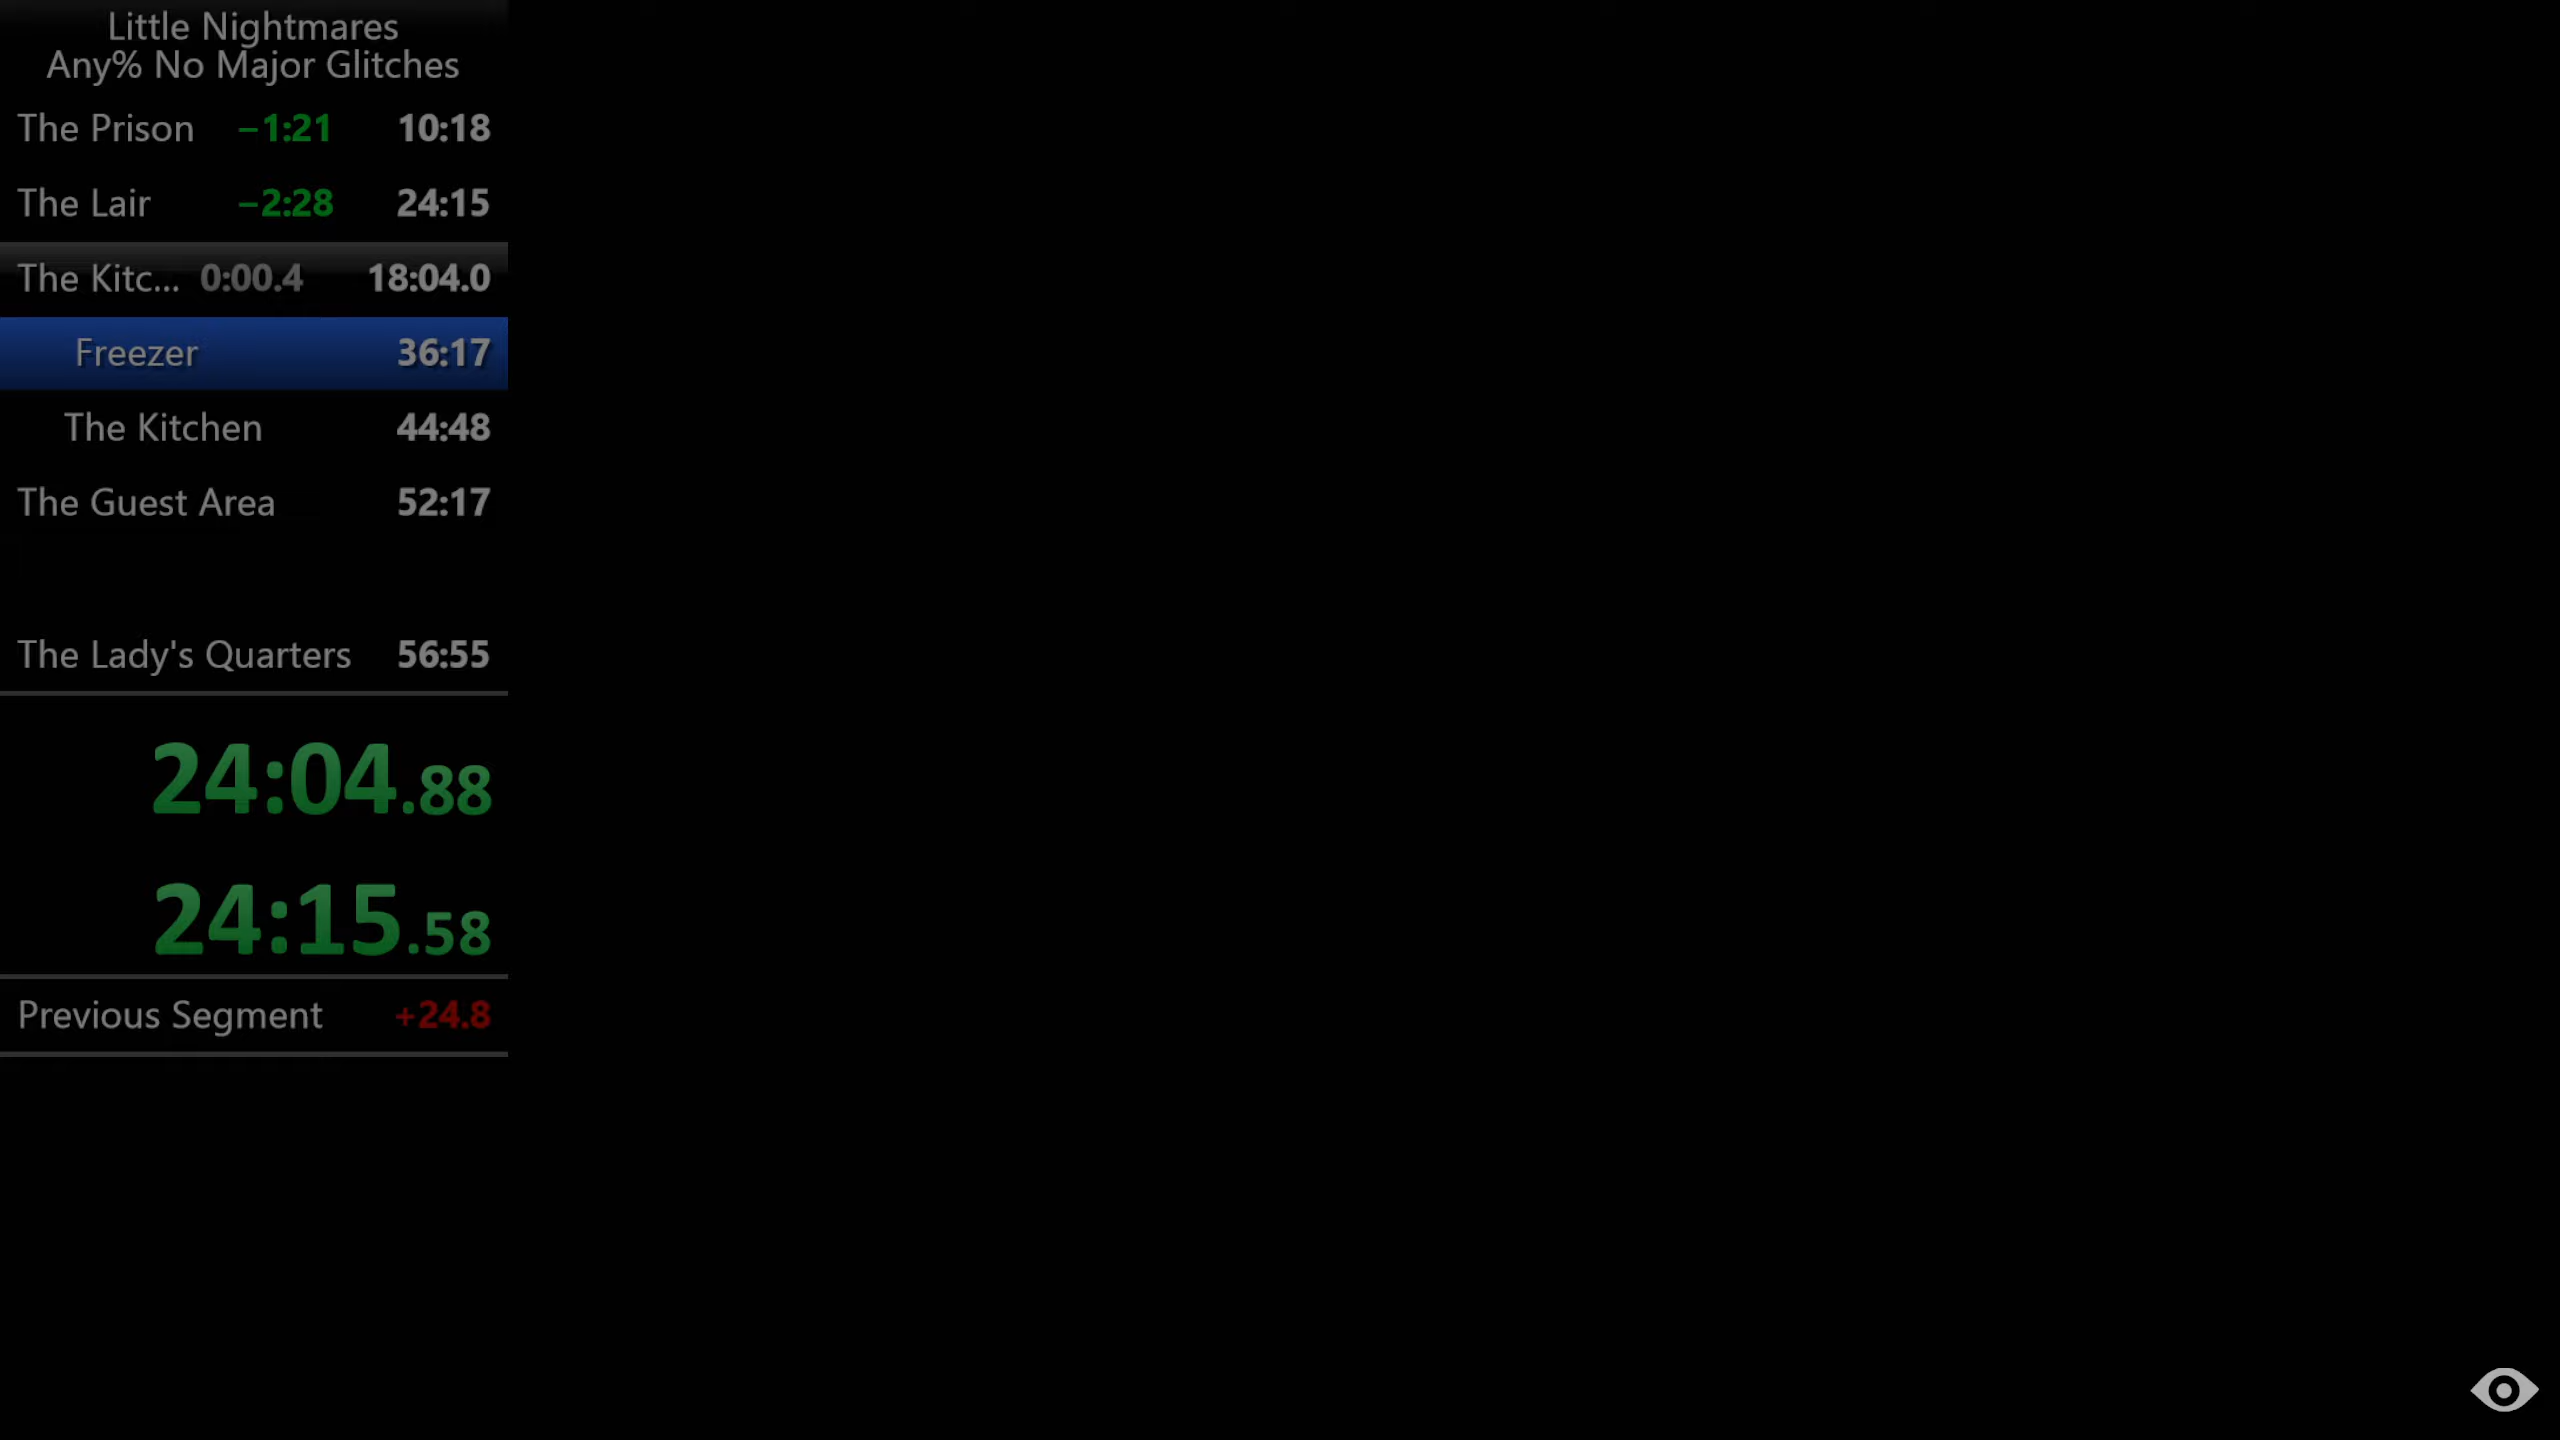 Little Nightmares
Any% No Major Glitches
The Prison −1:21 10:18
The Lair −2:28 24:15
The Kitc... 0:00.4 18:04.0
Freezer 36:17
The Kitchen 44:48
The Guest Area 52:17
The Lady's Quarters 56:55
24:04.88
24:15.58
Previous Segment +24.8